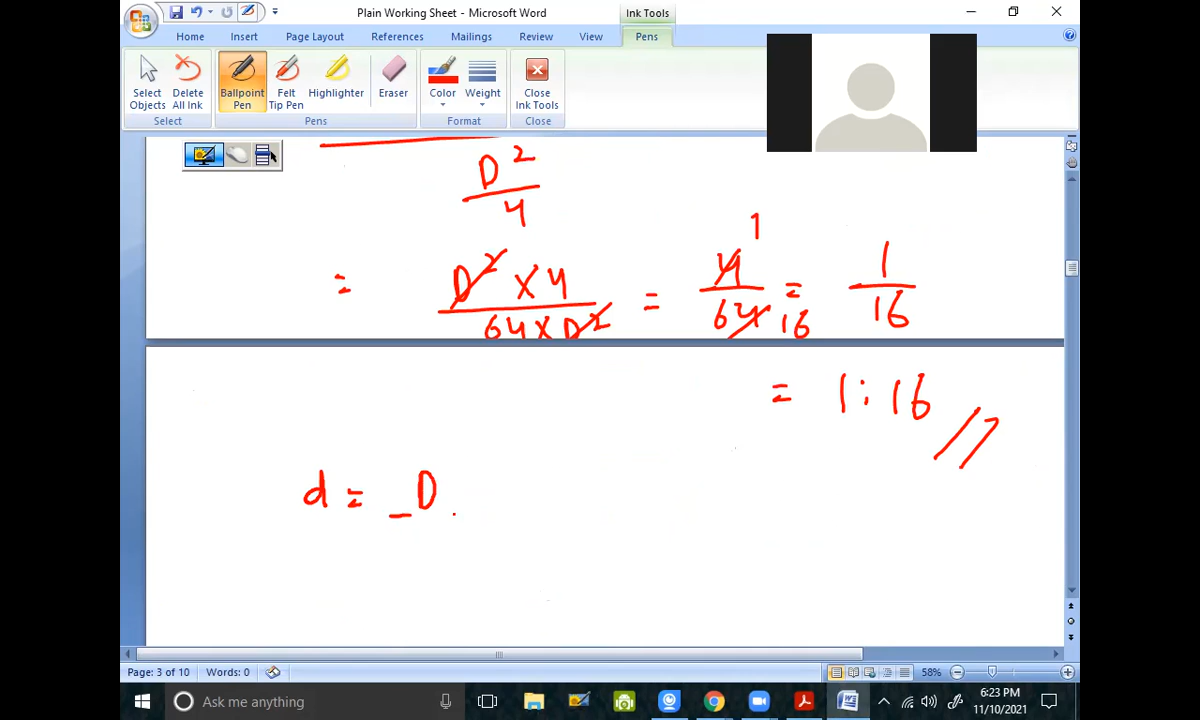 Plain Working Sheet - Microsoft Word
Ink Tools
Home Insert Page Layout References Mailings Review View Pens
Select Objects
Delete All Ink
Ballpoint Pen
Felt Tip Pen
Highlighter
Eraser
Color
Weight
Close Ink Tools
Select Pens Format Close
D²
4
= D² X 4 = 4 1 = 1
64 X D² 64 16 16
= 1 : 16 //
d = _D.
Page: 3 of 10 Words: 0 58%
Ask me anything
6:23 PM
11/10/2021